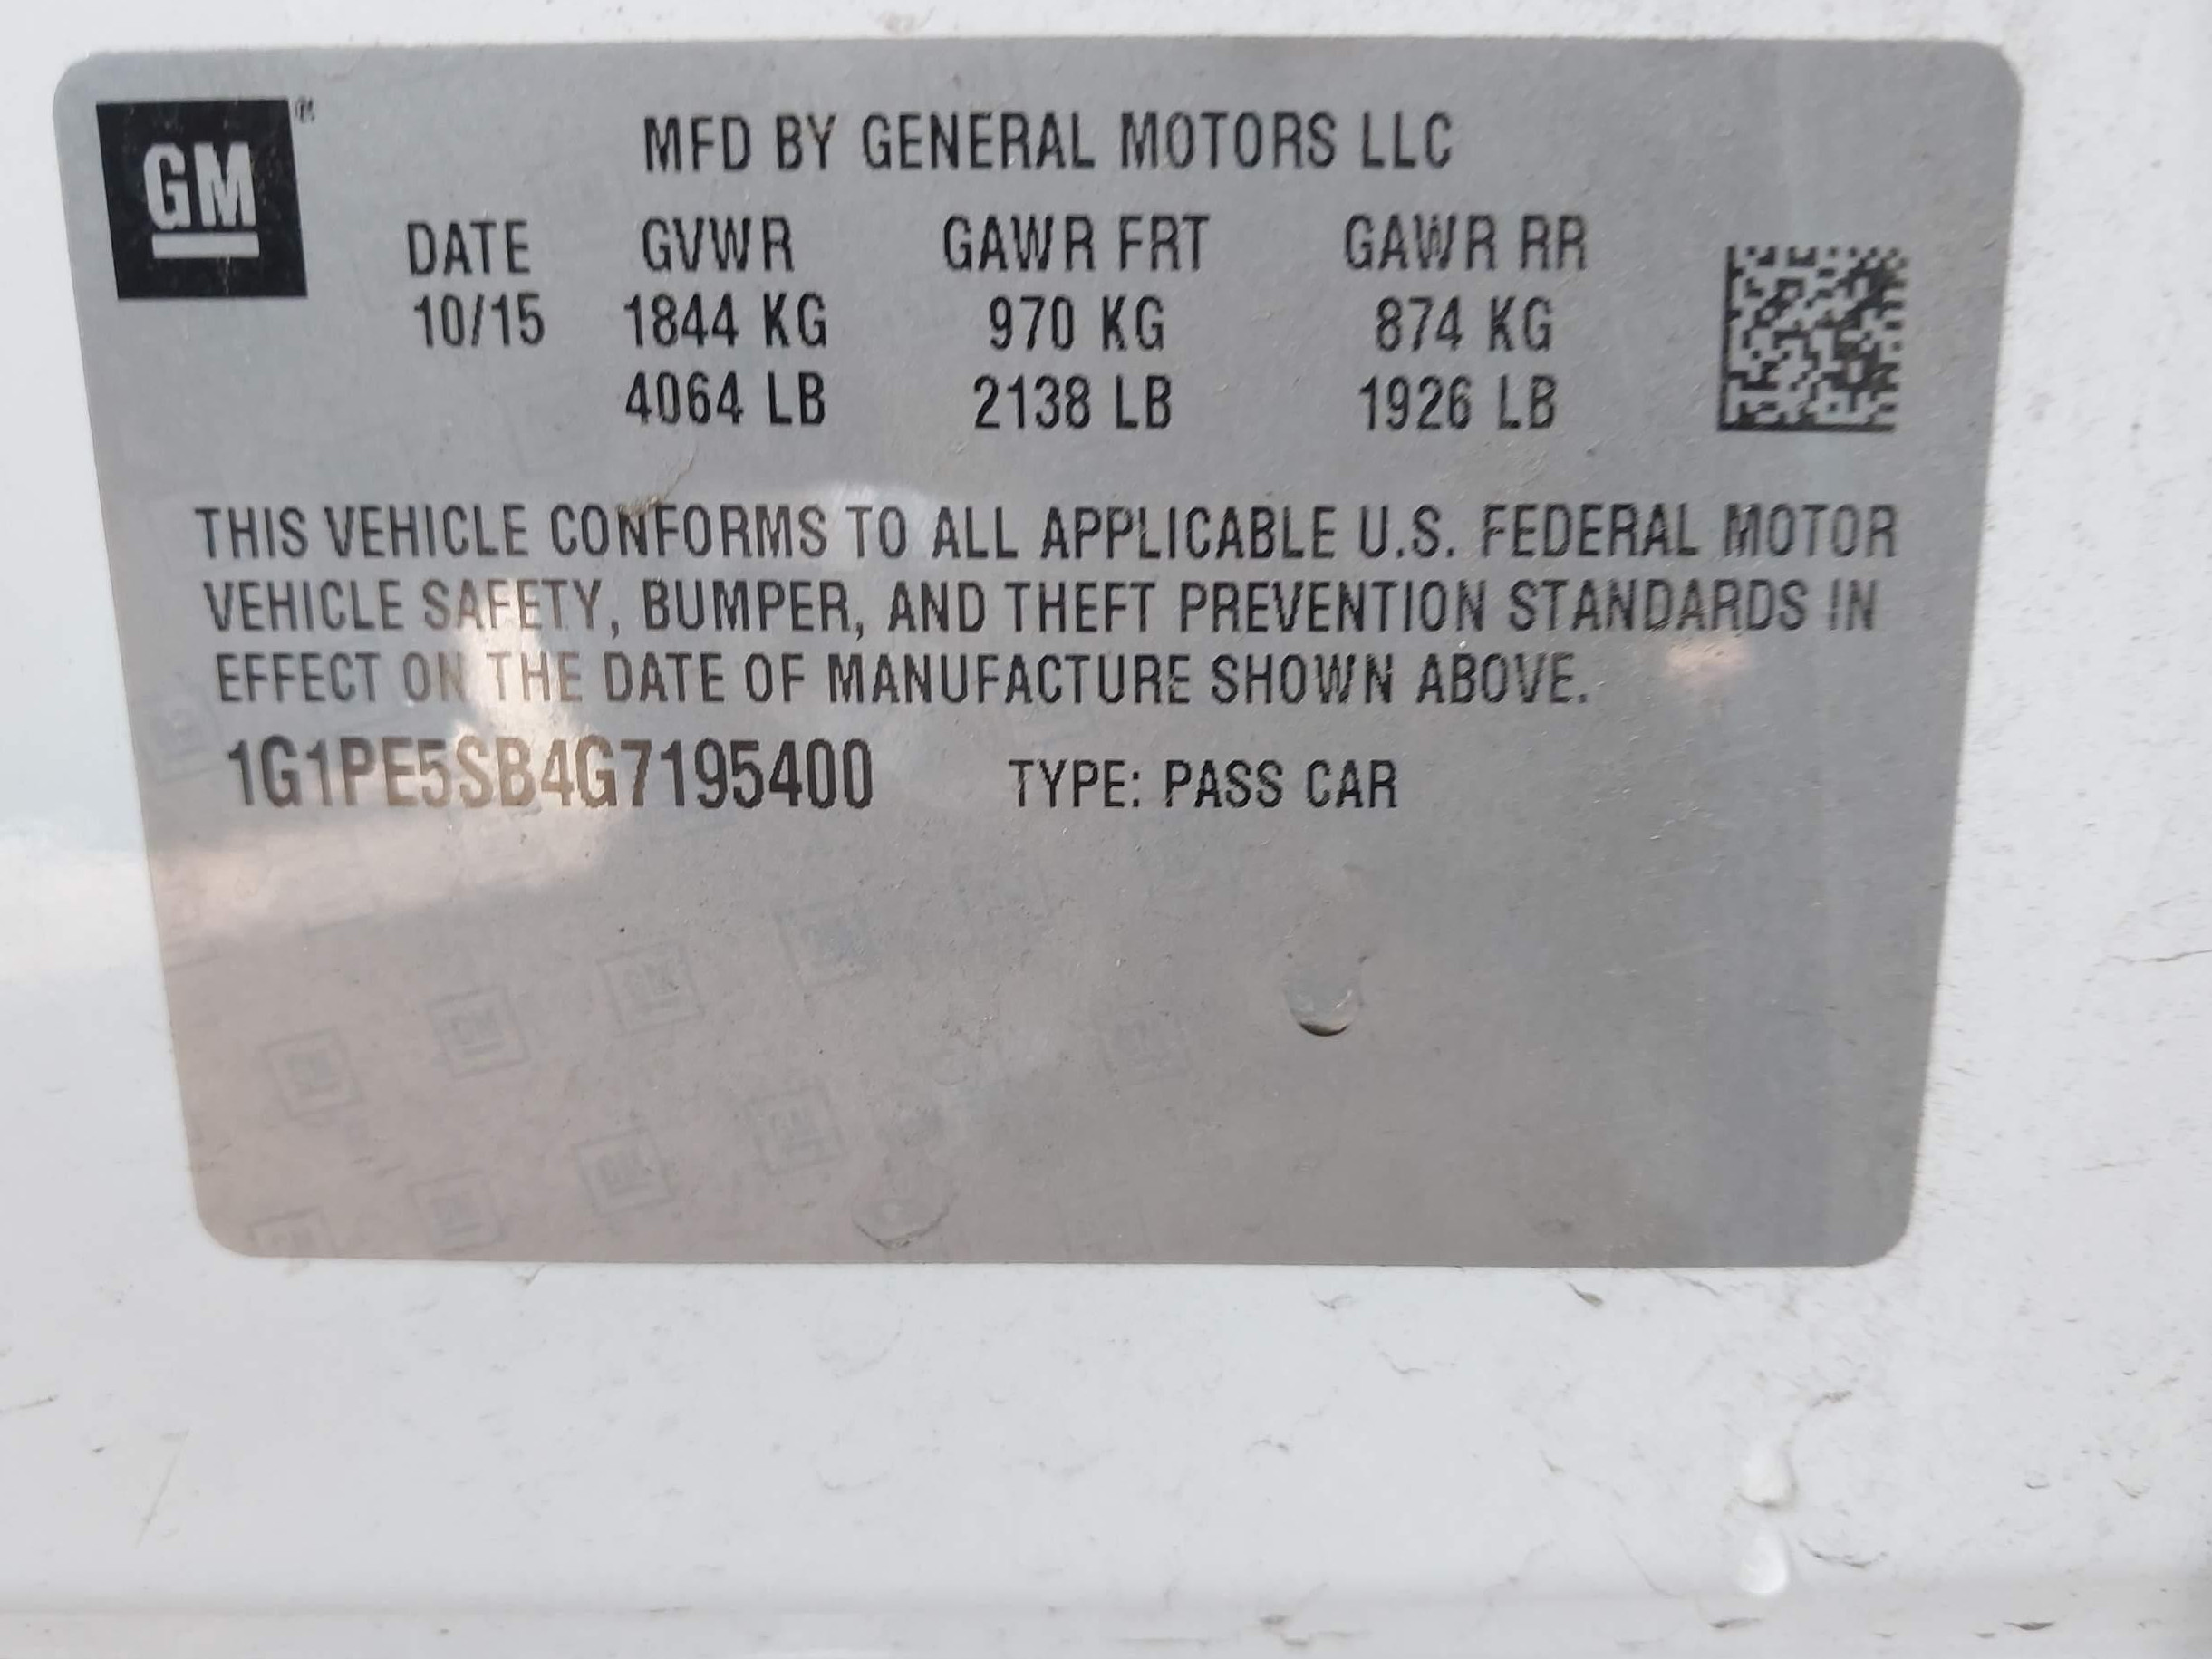 GM ®
MFD BY GENERAL MOTORS LLC
DATE GVWR GAWR FRT GAWR RR
10/15 1844 KG 970 KG 874 KG
4064 LB 2138 LB 1926 LB
THIS VEHICLE CONFORMS TO ALL APPLICABLE U.S. FEDERAL MOTOR
VEHICLE SAFETY, BUMPER, AND THEFT PREVENTION STANDARDS IN
EFFECT ON THE DATE OF MANUFACTURE SHOWN ABOVE.
1G1PE5SB4G7195400 TYPE: PASS CAR